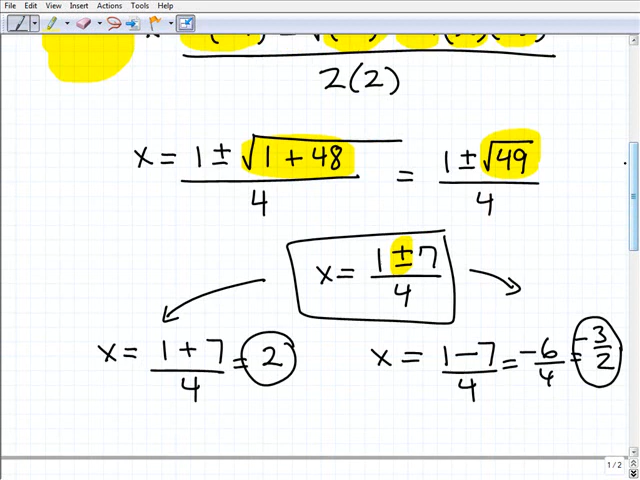 File Edit View Insert Actions Tools Help
2(2)
x = 1 ± √1 + 48 / 4 = 1 ± √49 / 4
x = 1 ± 7 / 4
x = 1 + 7 / 4 = 2
x = 1 - 7 / 4 = -6/4 = -3/2
1/2